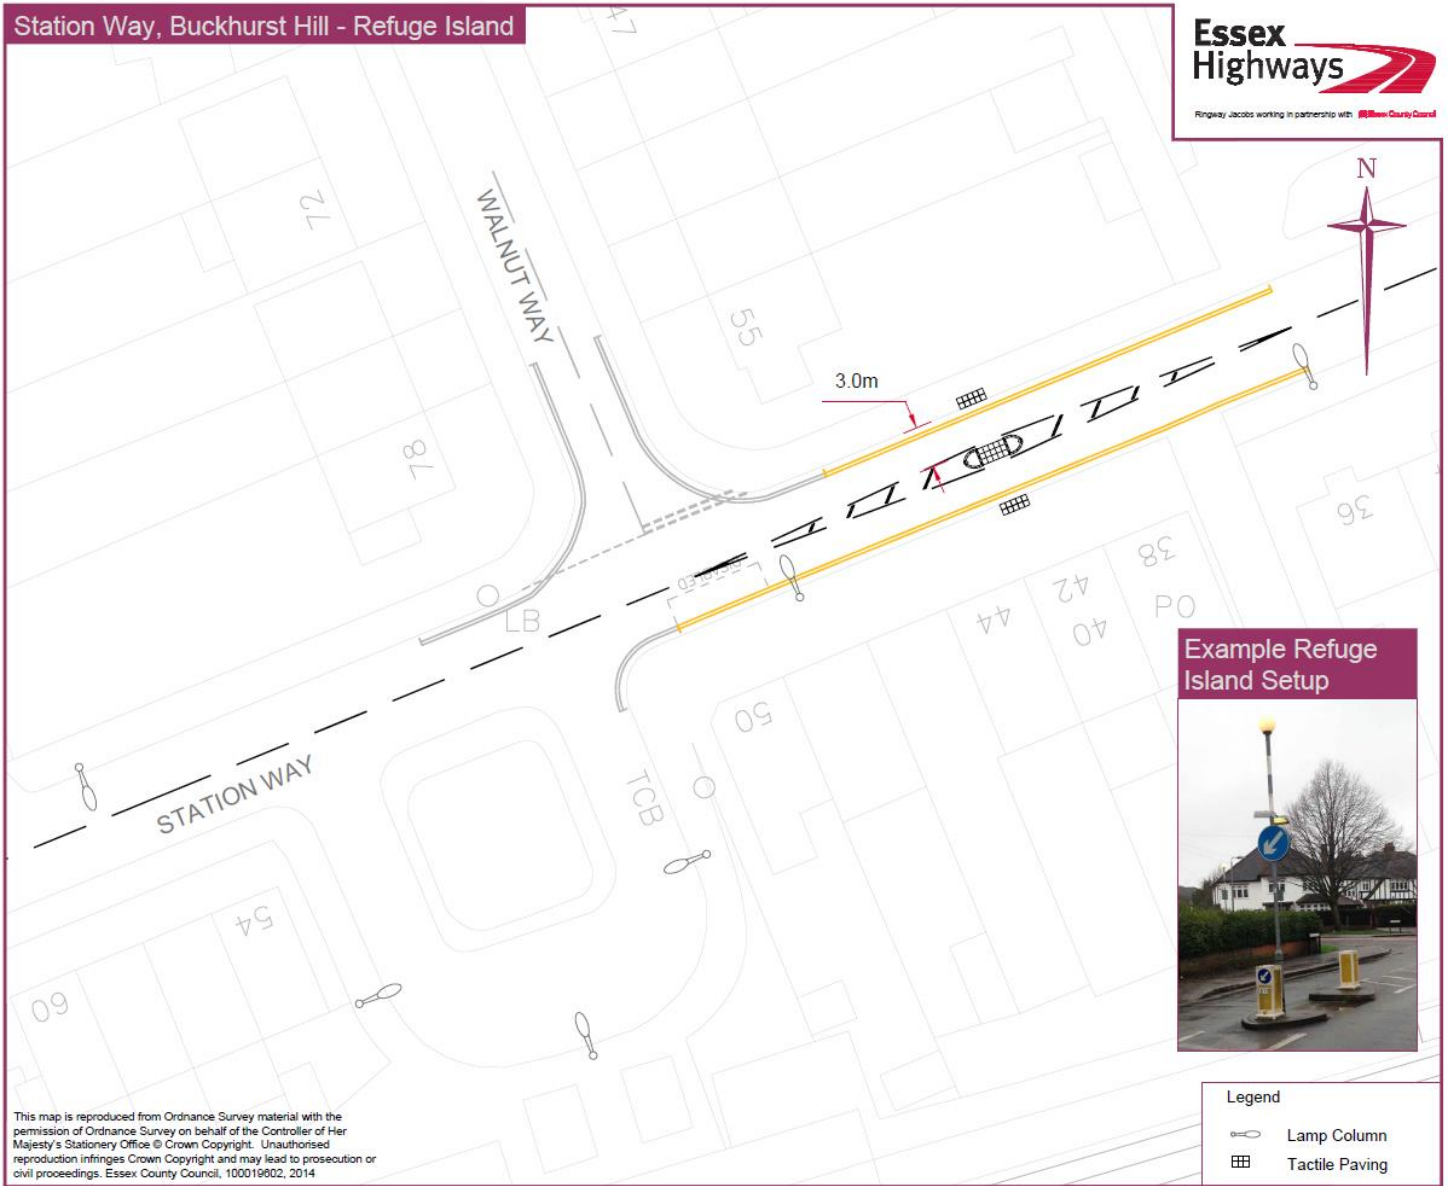 Station Way, Buckhurst Hill - Refuge Island
Essex
Highways
Ringway Jacobs working in partnership with Essex County Council
N
47
72
WALNUT WAY
55
3.0m
78
36
38
42
DISABLED
LB
44
40
PO
50
STATION WAY
TCB
54
60
Example Refuge
Island Setup
This map is reproduced from Ordnance Survey material with the
permission of Ordnance Survey on behalf of the Controller of Her
Majesty's Stationery Office © Crown Copyright. Unauthorised
reproduction infringes Crown Copyright and may lead to prosecution or
civil proceedings. Essex County Council, 100019602, 2014
Legend
Lamp Column
Tactile Paving